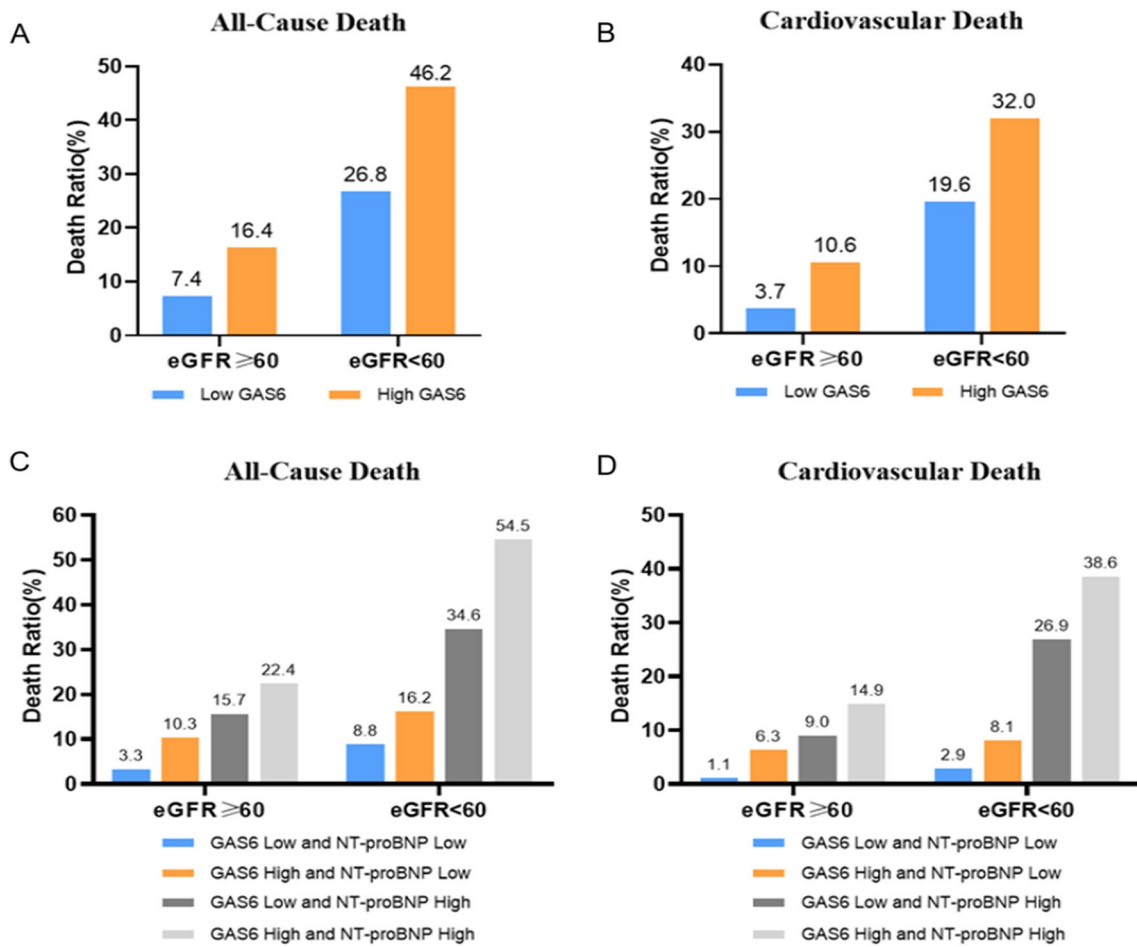 A
All-Cause Death
Death Ratio(%)
50
40
30
20
10
0
7.4
16.4
26.8
46.2
eGFR ≥60
eGFR<60
Low GAS6
High GAS6
B
Cardiovascular Death
Death Ratio(%)
40
30
20
10
0
3.7
10.6
19.6
32.0
eGFR ≥60
eGFR<60
Low GAS6
High GAS6
C
All-Cause Death
Death Ratio(%)
60
50
40
30
20
10
0
3.3
10.3
15.7
22.4
8.8
16.2
34.6
54.5
eGFR ≥60
eGFR<60
GAS6 Low and NT-proBNP Low
GAS6 High and NT-proBNP Low
GAS6 Low and NT-proBNP High
GAS6 High and NT-proBNP High
D
Cardiovascular Death
Death Ratio(%)
50
40
30
20
10
0
1.1
6.3
9.0
14.9
2.9
8.1
26.9
38.6
eGFR ≥60
eGFR<60
GAS6 Low and NT-proBNP Low
GAS6 High and NT-proBNP Low
GAS6 Low and NT-proBNP High
GAS6 High and NT-proBNP High